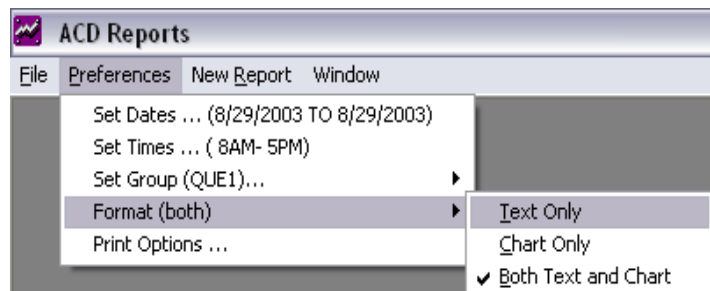 ACD Reports
File Preferences New Report Window
Set Dates ... (8/29/2003 TO 8/29/2003)
Set Times ... ( 8AM- 5PM)
Set Group (QUE1)...
Format (both)
Print Options ...
Text Only
Chart Only
Both Text and Chart